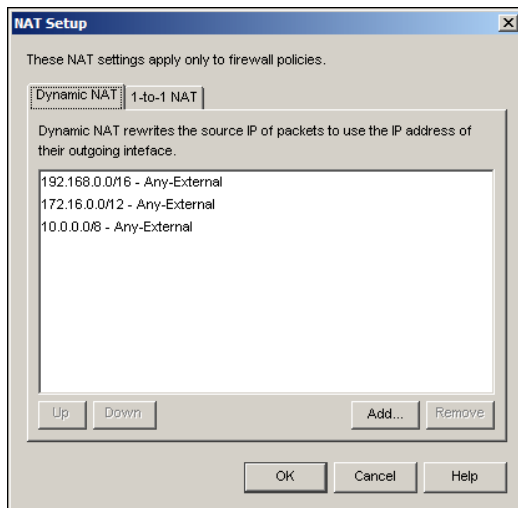 NAT Setup
These NAT settings apply only to firewall policies.
Dynamic NAT 1-to-1 NAT
Dynamic NAT rewrites the source IP of packets to use the IP address of
their outgoing inteface.
192.168.0.0/16 - Any-External
172.16.0.0/12 - Any-External
10.0.0.0/8 - Any-External
Up Down Add... Remove
OK Cancel Help